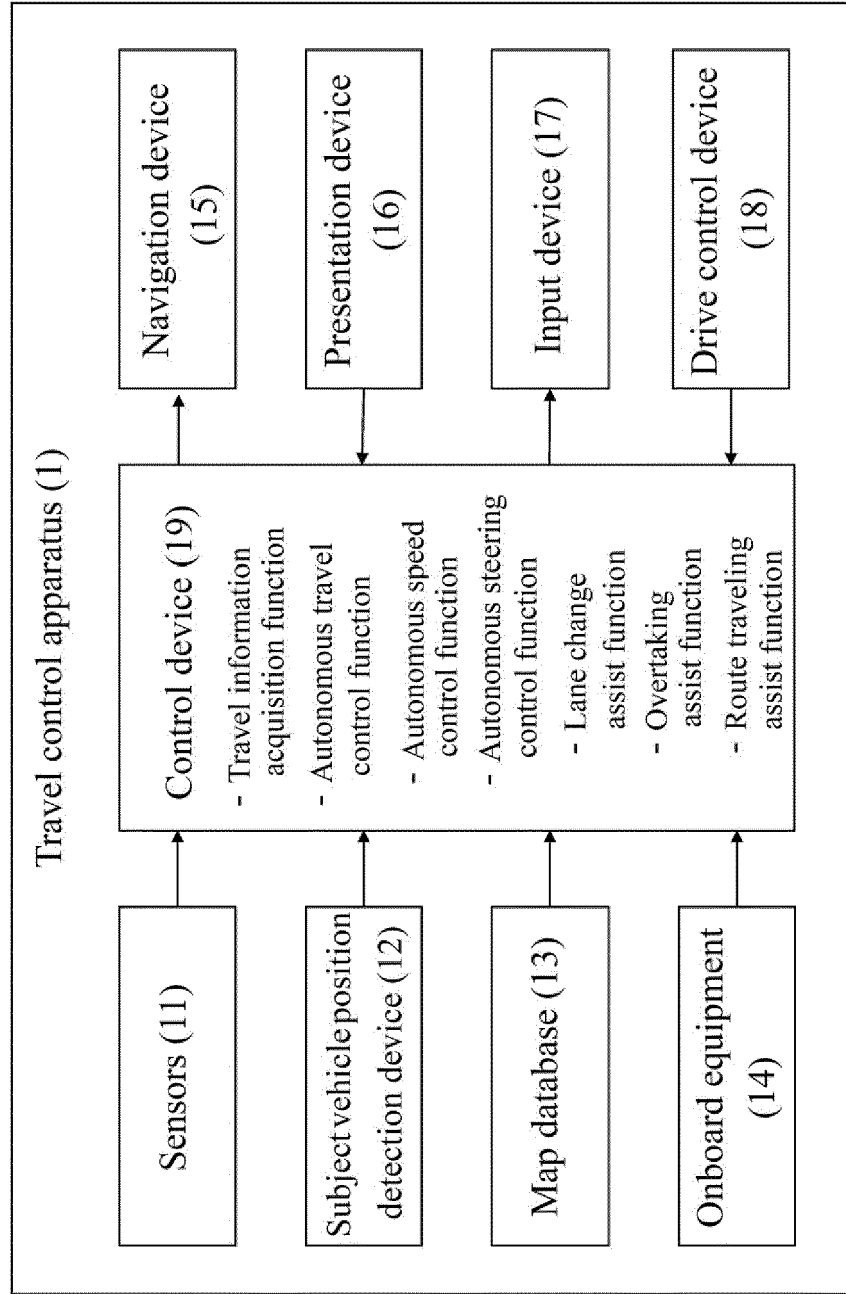 Travel control apparatus (1)
Sensors (11)
Subject vehicle position
detection device (12)
Map database (13)
Onboard equipment
(14)
Control device (19)
- Travel information
acquisition function
- Autonomous travel
control function
- Autonomous speed
control function
- Autonomous steering
control function
- Lane change
assist function
- Overtaking
assist function
- Route traveling
assist function
Navigation device
(15)
Presentation device
(16)
Input device (17)
Drive control device
(18)